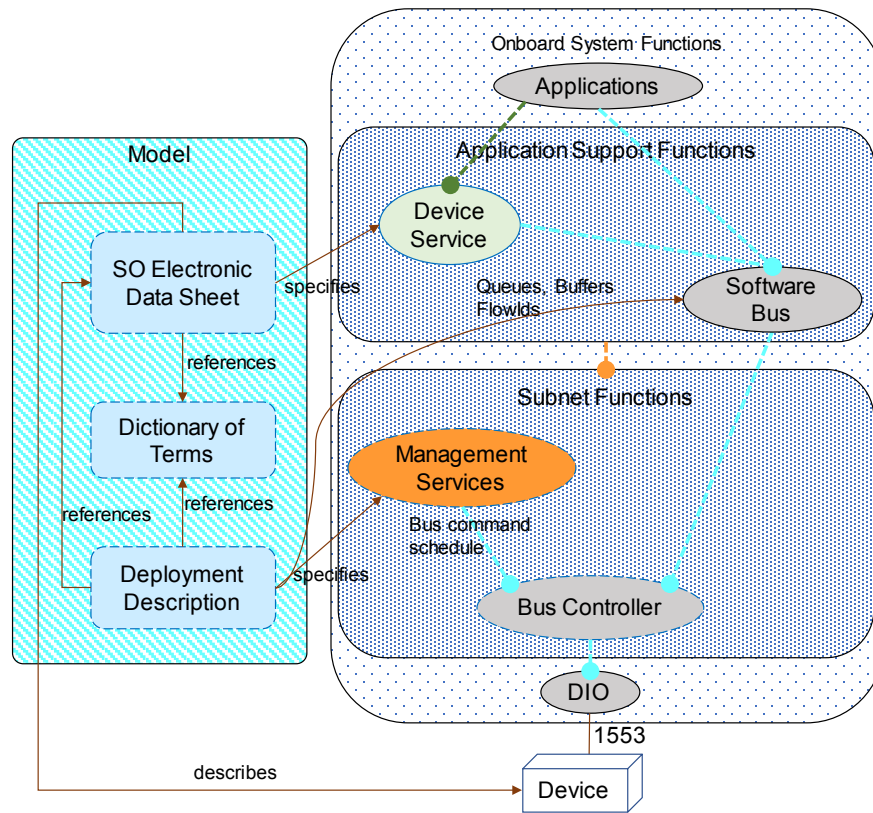 Onboard System Functions
Applications
Model
Application Support Functions
SO Electronic
Data Sheet
specifies
Device
Service
Queues, Buffers
FlowIds
Software
Bus
references
Dictionary of
Terms
references
references
Subnet Functions
Management
Services
Bus command
schedule
Deployment
Description
specifies
Bus Controller
DIO
1553
describes
Device